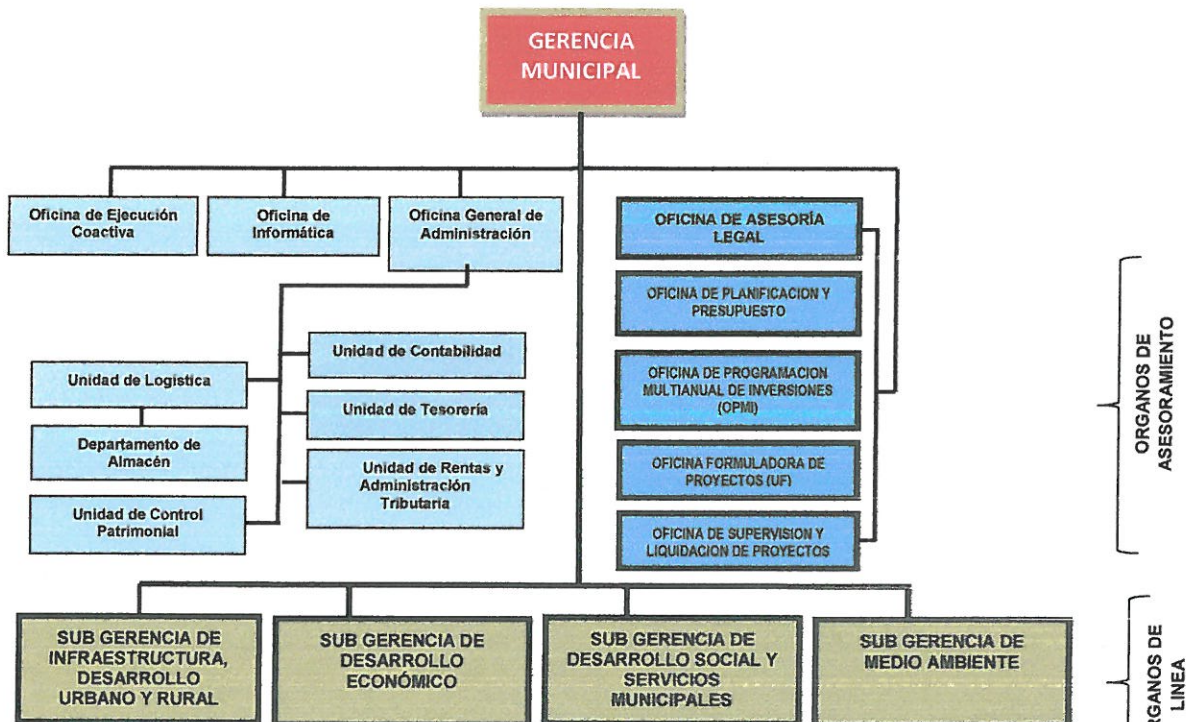 GERENCIA
MUNICIPAL
Oficina de Ejecución
Coactiva
Oficina de
Informática
Oficina General de
Administración
OFICINA DE ASESORÍA
LEGAL
OFICINA DE PLANIFICACION Y
PRESUPUESTO
OFICINA DE PROGRAMACION
MULTIANUAL DE INVERSIONES
(OPMI)
OFICINA FORMULADORA DE
PROYECTOS (UF)
OFICINA DE SUPERVISION Y
LIQUIDACION DE PROYECTOS
Unidad de Contabilidad
Unidad de Logística
Unidad de Tesorería
Departamento de
Almacén
Unidad de Rentas y
Administración
Tributaria
Unidad de Control
Patrimonial
ORGANOS DE
ASESORAMIENTO
SUB GERENCIA DE
INFRAESTRUCTURA,
DESARROLLO
URBANO Y RURAL
SUB GERENCIA DE
DESARROLLO
ECONÓMICO
SUB GERENCIA DE
DESARROLLO SOCIAL Y
SERVICIOS
MUNICIPALES
SUB GERENCIA DE
MEDIO AMBIENTE
RGANOS DE
LINEA